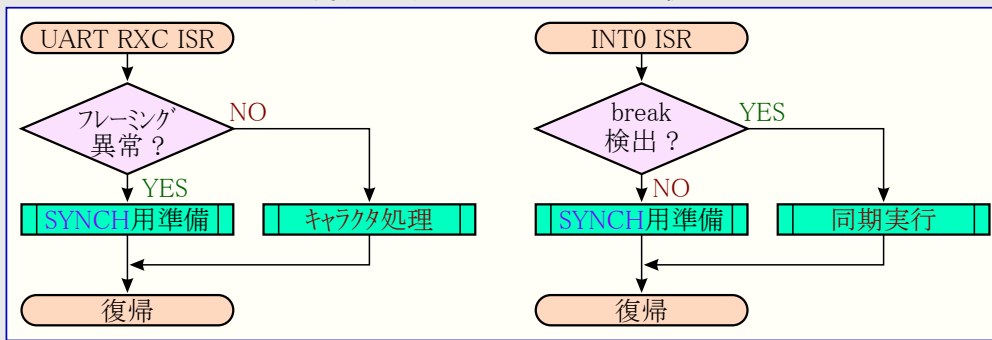 UART RXC ISR
フレーミング
異常 ?
NO
YES
SYNCH用準備
キャラクタ処理
復帰
INT0 ISR
break
検出 ?
YES
NO
SYNCH用準備
同期実行
復帰